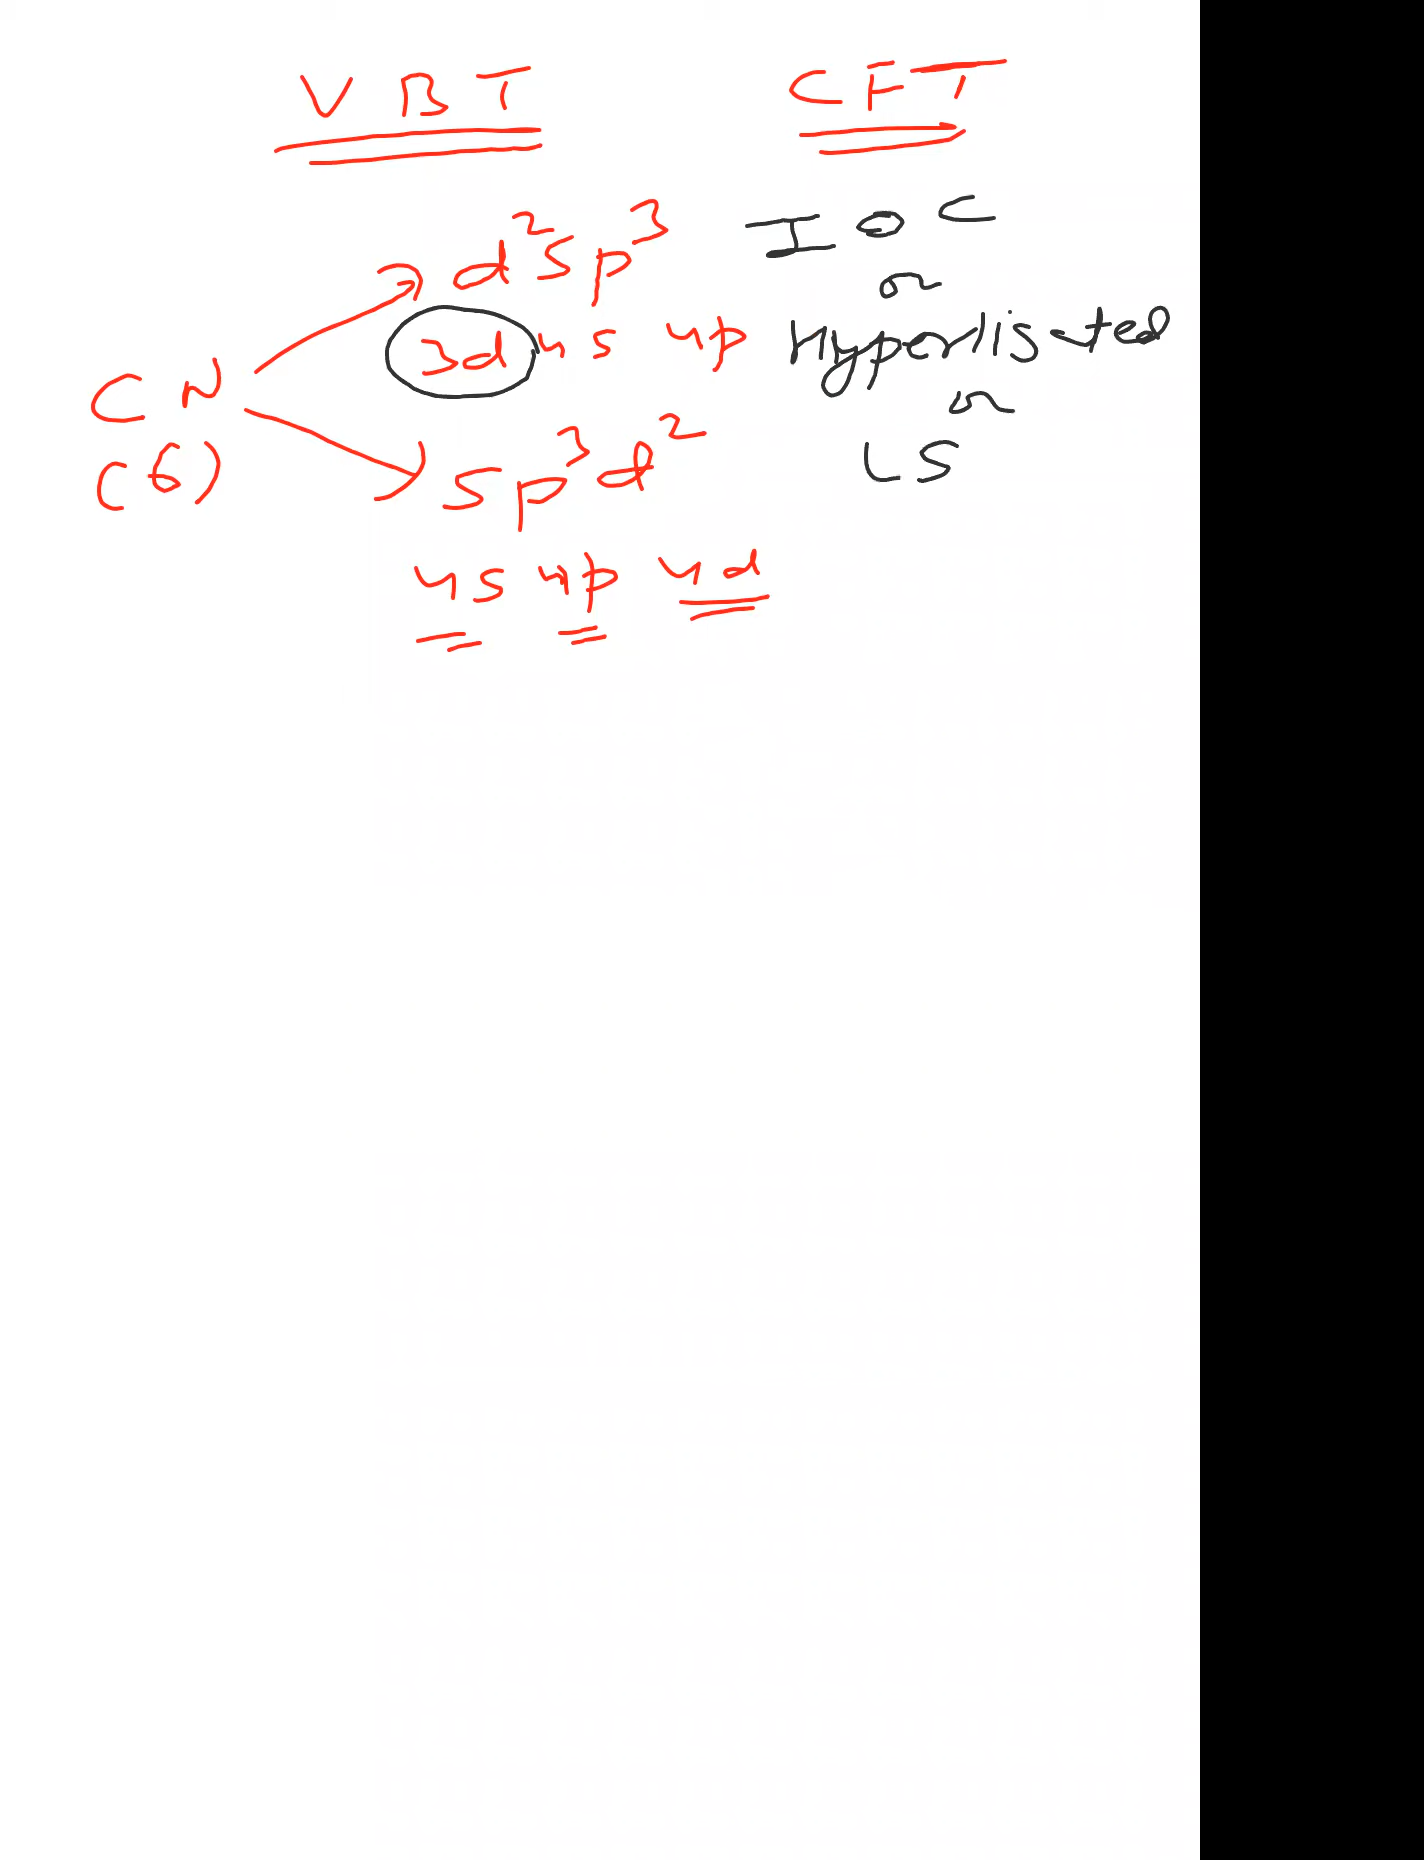 VBT CFT
d²sp³ IOC
or
3d 4s 4p Hyperlisated
CN or
(6) sp³d² LS
4s 4p 4d